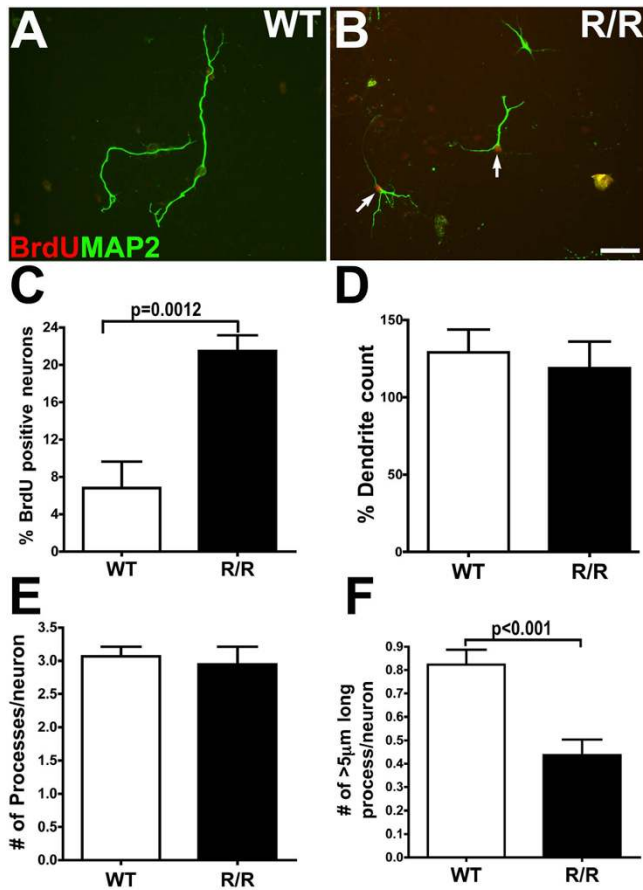 A WT
B R/R
BrdUMAP2
C
p=0.0012
24
20
16
12
8
4
0
% BrdU positive neurons
WT R/R
D
150
100
50
0
% Dendrite count
WT R/R
E
3.5
3.0
2.5
2.0
1.5
1.0
0.5
0.0
# of Processes/neuron
WT R/R
F
p<0.001
0.9
0.8
0.7
0.6
0.5
0.4
0.3
0.2
0.1
0.0
# of >5μm long
process/neuron
WT R/R